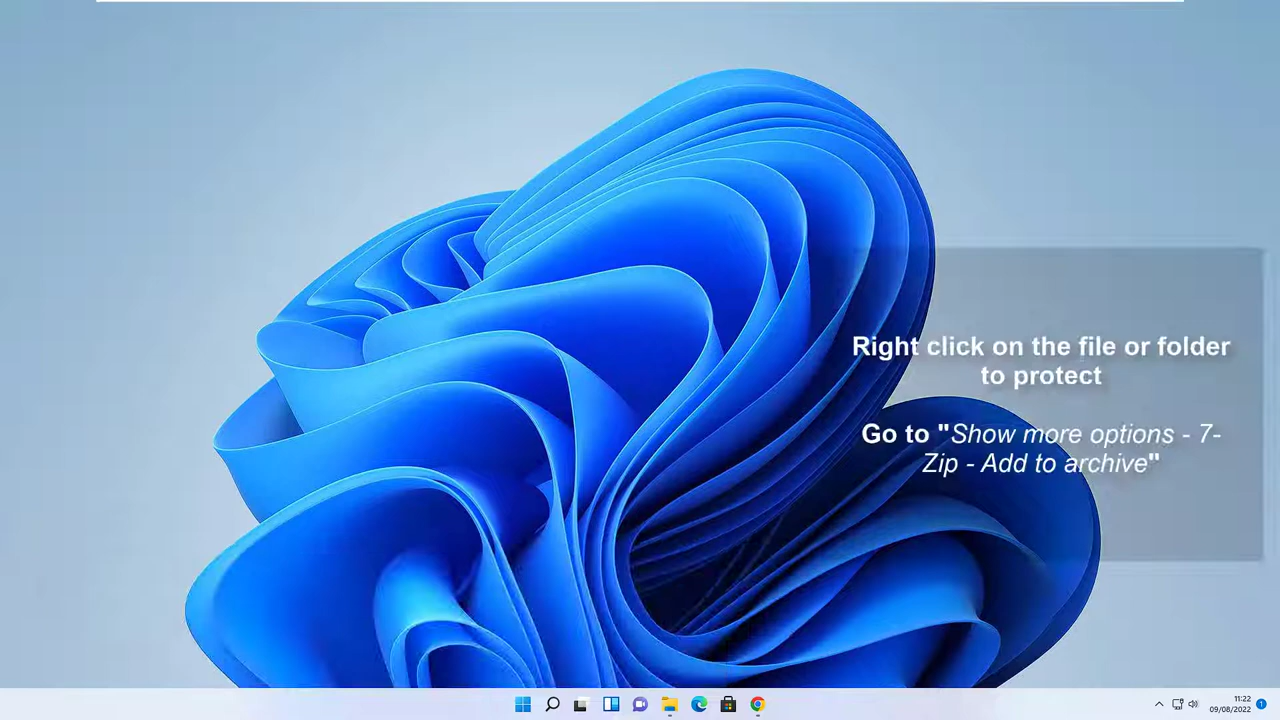 Right click on the file or folder
to protect
Go to "Show more options - 7-
Zip - Add to archive"
11:22
09/08/2022
1